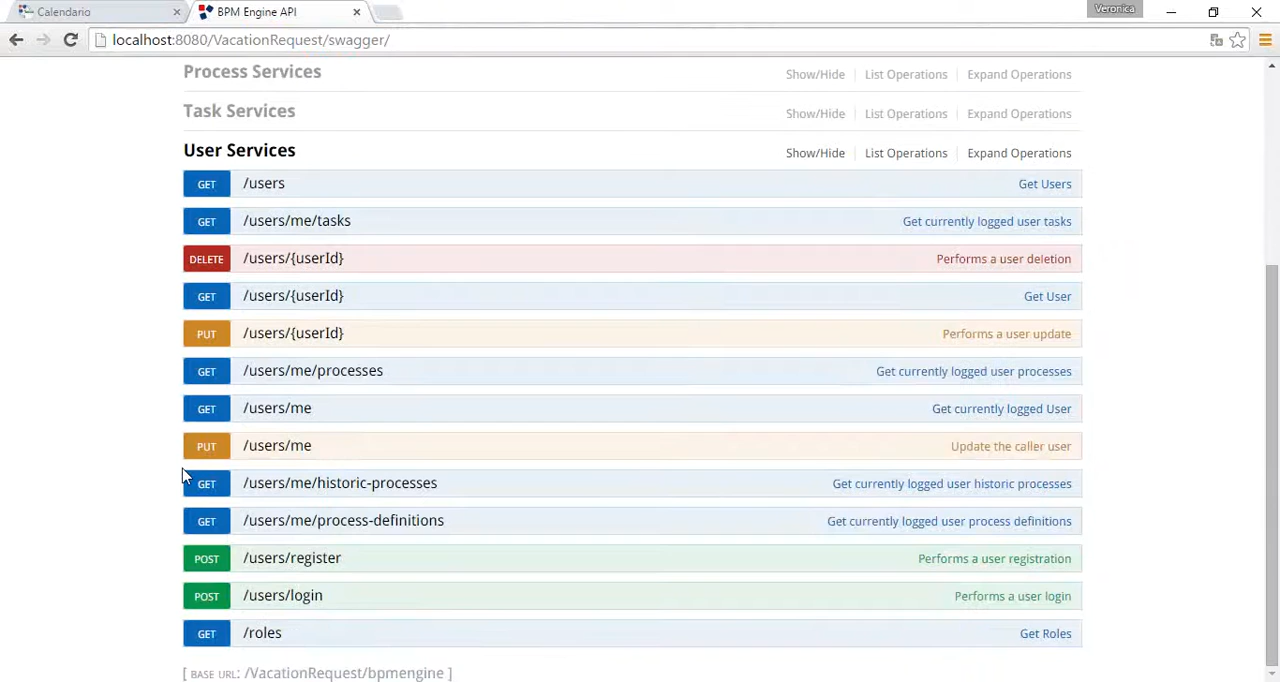 Calendario
BPM Engine API
Veronica
localhost:8080/VacationRequest/swagger/
Process Services Show/Hide List Operations Expand Operations
Task Services Show/Hide List Operations Expand Operations
User Services Show/Hide List Operations Expand Operations
GET /users Get Users
GET /users/me/tasks Get currently logged user tasks
DELETE /users/{userId} Performs a user deletion
GET /users/{userId} Get User
PUT /users/{userId} Performs a user update
GET /users/me/processes Get currently logged user processes
GET /users/me Get currently logged User
PUT /users/me Update the caller user
GET /users/me/historic-processes Get currently logged user historic processes
GET /users/me/process-definitions Get currently logged user process definitions
POST /users/register Performs a user registration
POST /users/login Performs a user login
GET /roles Get Roles
[ BASE URL: /VacationRequest/bpmengine ]